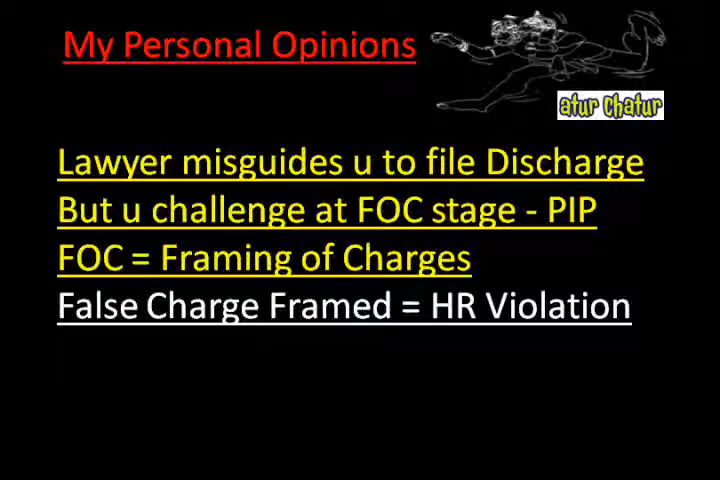 My Personal Opinions
atur chatur
Lawyer misguides u to file Discharge
But u challenge at FOC stage - PIP
FOC = Framing of Charges
False Charge Framed = HR Violation